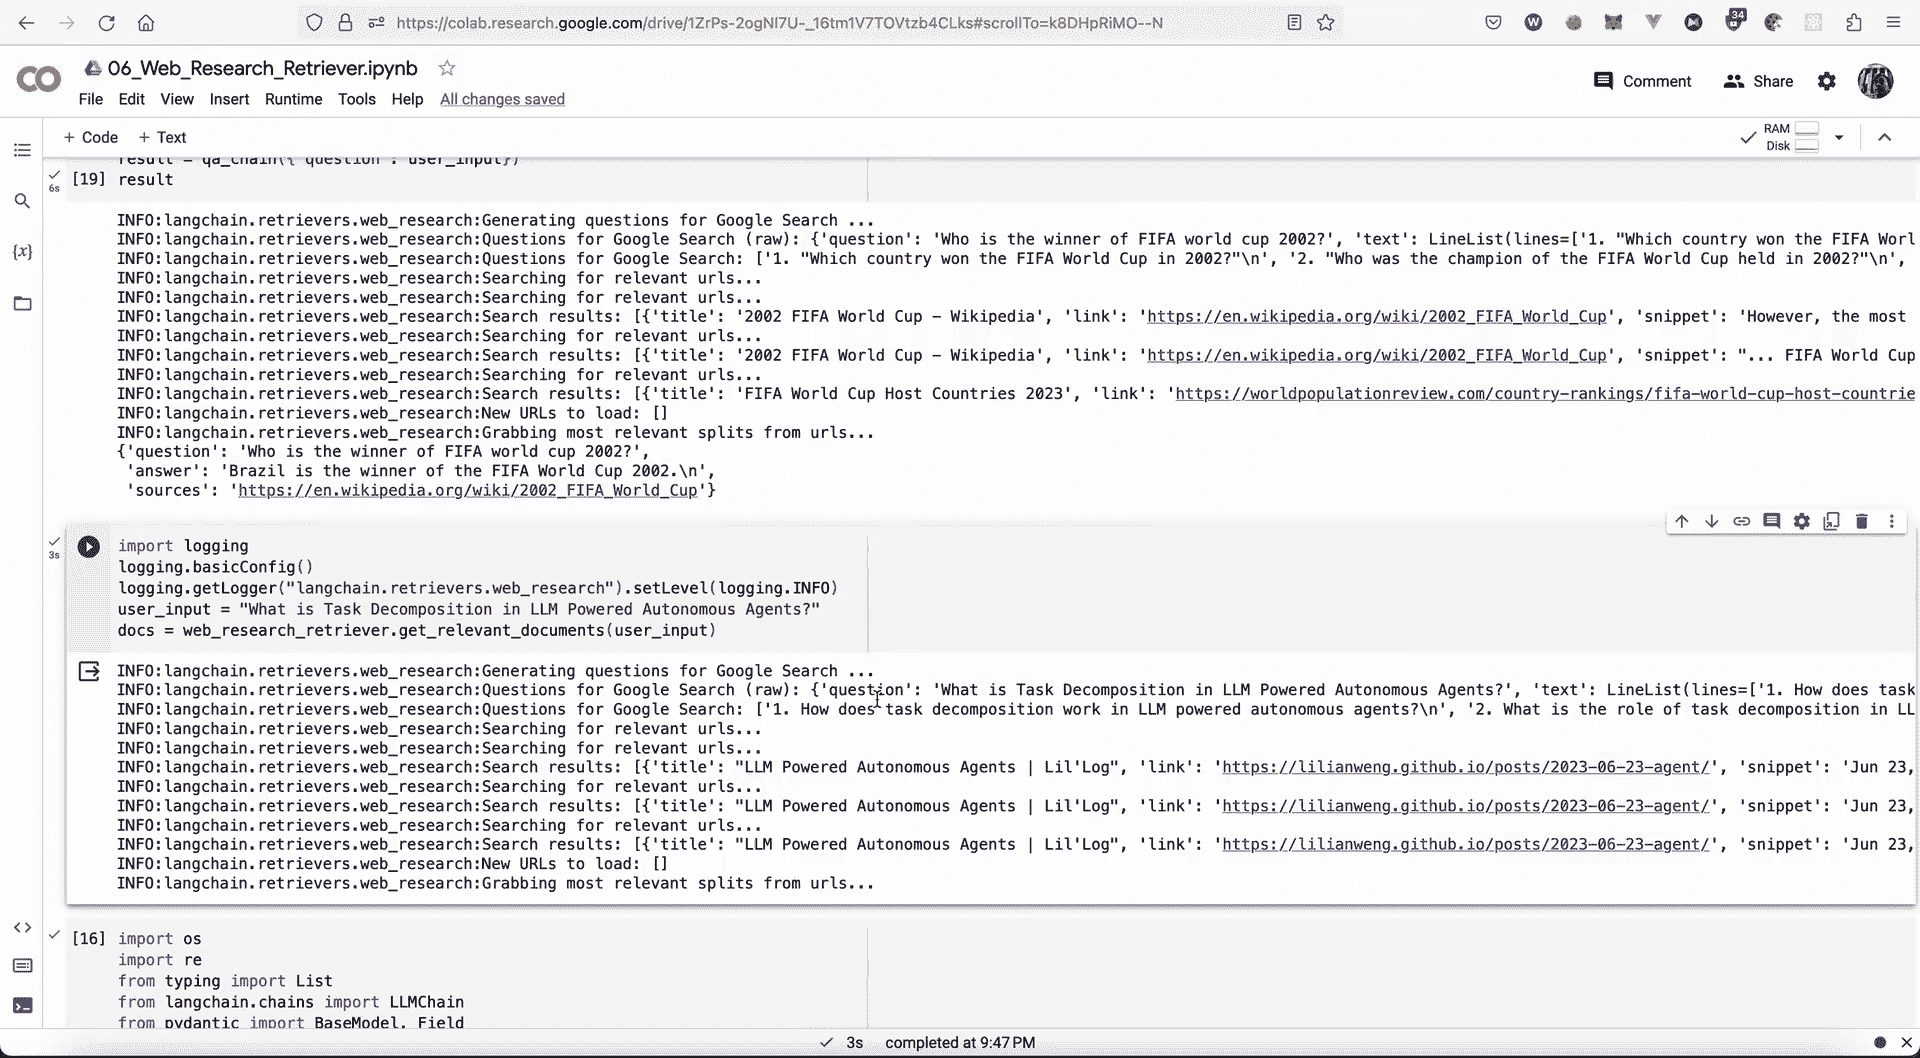 https://colab.research.google.com/drive/1ZrPs-2ogNl7U-_16tm1V7TOVtzb4CLks#scrollTo=k8DHpRiMO--N
34
06_Web_Research_Retriever.ipynb
Comment
Share
File Edit View Insert Runtime Tools Help All changes saved
+ Code + Text
RAM
Disk
result = qa_chain({"question": user_input})
6s
[19] result
INFO:langchain.retrievers.web_research:Generating questions for Google Search ...
INFO:langchain.retrievers.web_research:Questions for Google Search (raw): {'question': 'Who is the winner of FIFA world cup 2002?', 'text': LineList(lines=['1. "Which country won the FIFA Worl
INFO:langchain.retrievers.web_research:Questions for Google Search: ['1. "Which country won the FIFA World Cup in 2002?"\n', '2. "Who was the champion of the FIFA World Cup held in 2002?"\n',
INFO:langchain.retrievers.web_research:Searching for relevant urls...
INFO:langchain.retrievers.web_research:Searching for relevant urls...
INFO:langchain.retrievers.web_research:Search results: [{'title': '2002 FIFA World Cup - Wikipedia', 'link': 'https://en.wikipedia.org/wiki/2002_FIFA_World_Cup', 'snippet': 'However, the most
INFO:langchain.retrievers.web_research:Searching for relevant urls...
INFO:langchain.retrievers.web_research:Search results: [{'title': '2002 FIFA World Cup - Wikipedia', 'link': 'https://en.wikipedia.org/wiki/2002_FIFA_World_Cup', 'snippet': "... FIFA World Cup
INFO:langchain.retrievers.web_research:Searching for relevant urls...
INFO:langchain.retrievers.web_research:Search results: [{'title': 'FIFA World Cup Host Countries 2023', 'link': 'https://worldpopulationreview.com/country-rankings/fifa-world-cup-host-countrie
INFO:langchain.retrievers.web_research:New URLs to load: []
INFO:langchain.retrievers.web_research:Grabbing most relevant splits from urls...
{'question': 'Who is the winner of FIFA world cup 2002?',
'answer': 'Brazil is the winner of the FIFA World Cup 2002.\n',
'sources': 'https://en.wikipedia.org/wiki/2002_FIFA_World_Cup'}
3s
import logging
logging.basicConfig()
logging.getLogger("langchain.retrievers.web_research").setLevel(logging.INFO)
user_input = "What is Task Decomposition in LLM Powered Autonomous Agents?"
docs = web_research_retriever.get_relevant_documents(user_input)
INFO:langchain.retrievers.web_research:Generating questions for Google Search ...
INFO:langchain.retrievers.web_research:Questions for Google Search (raw): {'question': 'What is Task Decomposition in LLM Powered Autonomous Agents?', 'text': LineList(lines=['1. How does task
INFO:langchain.retrievers.web_research:Questions for Google Search: ['1. How does task decomposition work in LLM powered autonomous agents?\n', '2. What is the role of task decomposition in LL
INFO:langchain.retrievers.web_research:Searching for relevant urls...
INFO:langchain.retrievers.web_research:Searching for relevant urls...
INFO:langchain.retrievers.web_research:Search results: [{'title': "LLM Powered Autonomous Agents | Lil'Log", 'link': 'https://lilianweng.github.io/posts/2023-06-23-agent/', 'snippet': 'Jun 23,
INFO:langchain.retrievers.web_research:Searching for relevant urls...
INFO:langchain.retrievers.web_research:Search results: [{'title': "LLM Powered Autonomous Agents | Lil'Log", 'link': 'https://lilianweng.github.io/posts/2023-06-23-agent/', 'snippet': 'Jun 23,
INFO:langchain.retrievers.web_research:Searching for relevant urls...
INFO:langchain.retrievers.web_research:Search results: [{'title': "LLM Powered Autonomous Agents | Lil'Log", 'link': 'https://lilianweng.github.io/posts/2023-06-23-agent/', 'snippet': 'Jun 23,
INFO:langchain.retrievers.web_research:New URLs to load: []
INFO:langchain.retrievers.web_research:Grabbing most relevant splits from urls...
[16] import os
import re
from typing import List
from langchain.chains import LLMChain
from pydantic import BaseModel, Field
3s completed at 9:47 PM